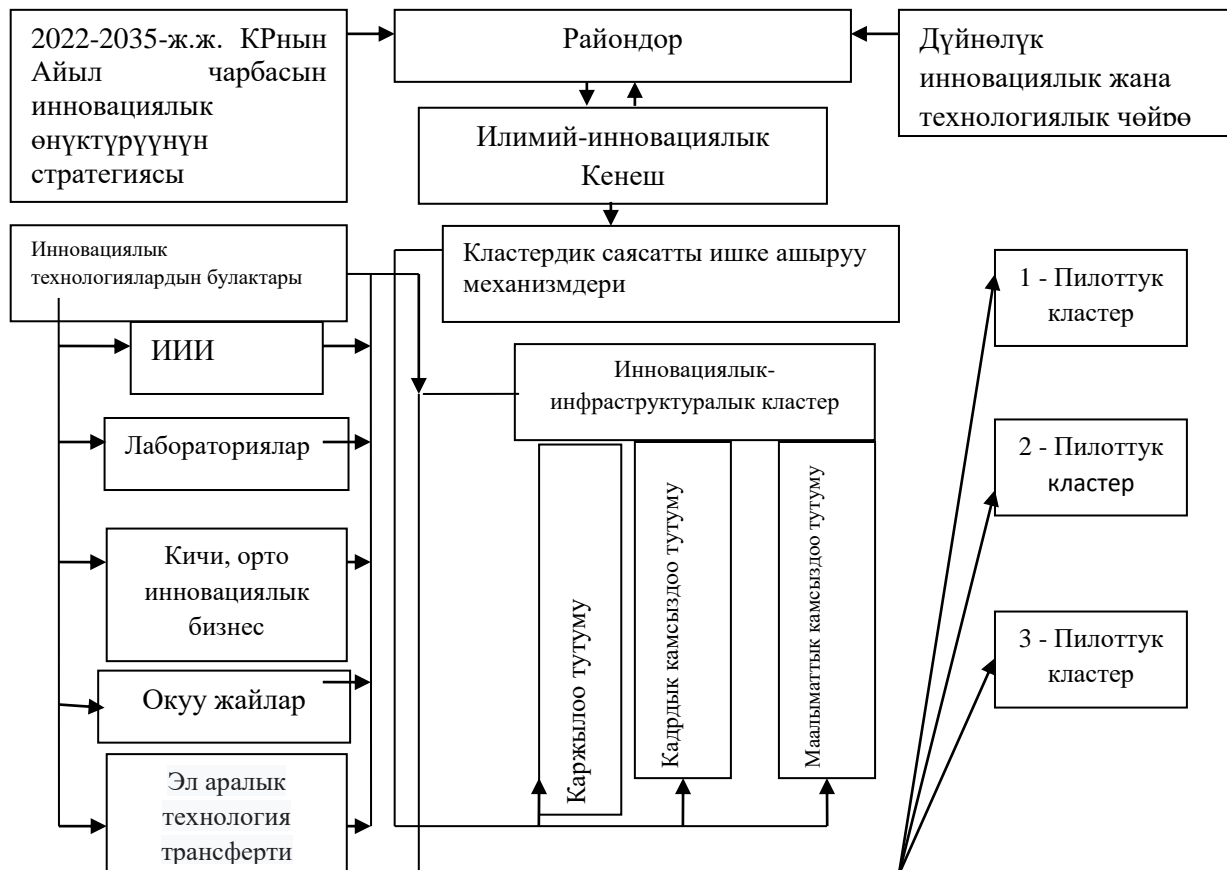 2022-2035-ж.ж. КРнын
Айыл чарбасын
инновациялык
өнүктүрүүнүн
стратегиясы
Райондор
Дүйнөлүк
инновациялык жана
технологиялык чөйрө
Илимий-инновациялык
Кенеш
Инновациялык
технологиялардын булактары
Кластердик саясатты ишке ашыруу
механизмдери
1 - Пилоттук
кластер
ИИИ
Инновациялык-
инфраструктуралык кластер
Лабораториялар
2 - Пилоттук
кластер
Кичи, орто
инновациялык
бизнес
Каржылоо тутуму
Кадрдык камсыздоо тутуму
Маалыматтык камсыздоо тутуму
3 - Пилоттук
кластер
Окуу жайлар
Эл аралык
технология
трансферти